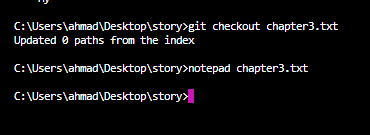 C:\Users\ahmad\Desktop\story>git checkout chapter3.txt
Updated 0 paths from the index
C:\Users\ahmad\Desktop\story>notepad chapter3.txt
C:\Users\ahmad\Desktop\story>